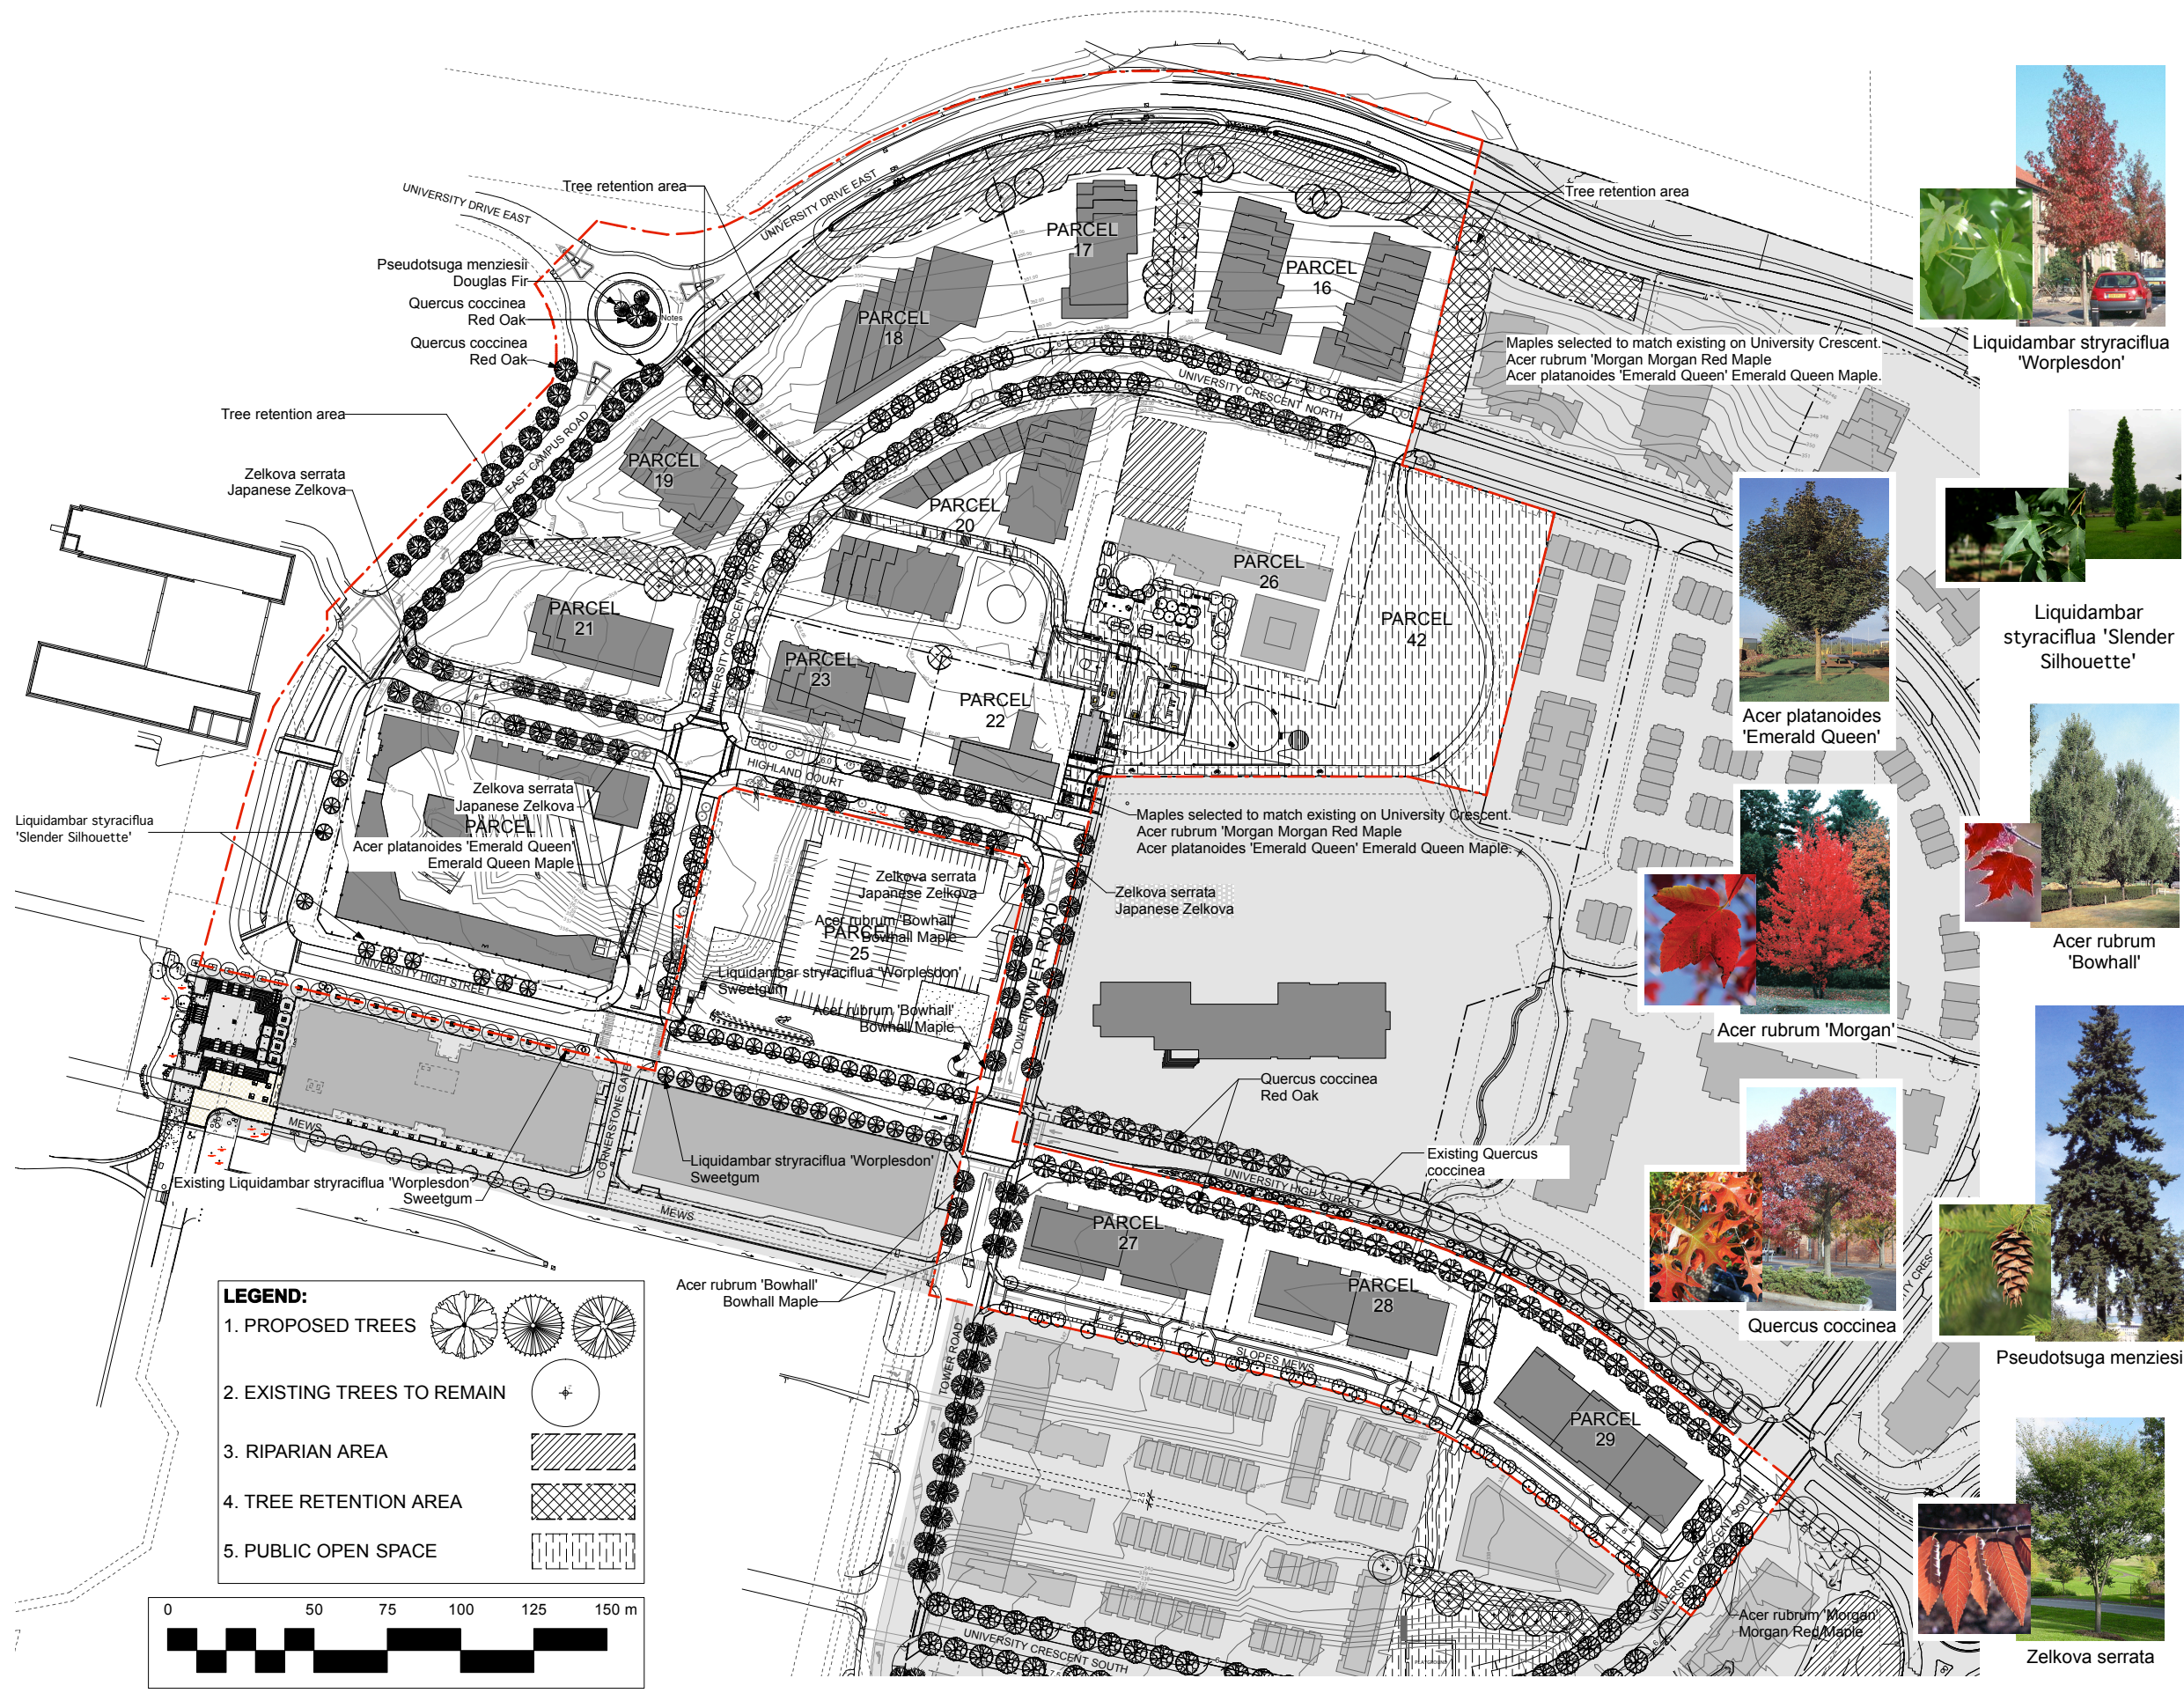 UNIVERSITY DRIVE EAST
Tree retention area
UNIVERSITY DRIVE EAST
Tree retention area
Pseudotsuga menziesii
Douglas Fir
Quercus coccinea
Red Oak
Notes
Quercus coccinea
Red Oak
Tree retention area
EAST CAMPUS ROAD
Zelkova serrata
Japanese Zelkova
PARCEL
17
PARCEL
16
PARCEL
18
Maples selected to match existing on University Crescent.
Acer rubrum 'Morgan Morgan Red Maple
Acer platanoides 'Emerald Queen' Emerald Queen Maple.
UNIVERSITY CRESCENT NORTH
PARCEL
19
PARCEL
20
PARCEL
26
PARCEL
42
PARCEL
21
UNIVERSITY CRESCENT NORTH
PARCEL
23
PARCEL
22
HIGHLAND COURT
Zelkova serrata
Japanese Zelkova
PARCEL
Acer platanoides 'Emerald Queen'
Emerald Queen Maple
Liquidambar styraciflua
'Slender Silhouette'
Maples selected to match existing on University Crescent.
Acer rubrum 'Morgan Morgan Red Maple
Acer platanoides 'Emerald Queen' Emerald Queen Maple.
Zelkova serrata
Japanese Zelkova
Zelkova serrata
Japanese Zelkova
Acer rubrum 'Bowhall'
Bowhall Maple
PARCEL
25
TOWER ROAD
TOWER
Liquidambar stryraciflua 'Worplesdon'
Sweetgum
UNIVERSITY HIGH STREET
Acer rubrum 'Bowhall'
Bowhall Maple
Quercus coccinea
Red Oak
CORNERSTONE GATE
MEWS
Existing Quercus
coccinea
Liquidambar stryraciflua 'Worplesdon'
Sweetgum
UNIVERSITY HIGH STREET
Existing Liquidambar stryraciflua 'Worplesdon'
Sweetgum
MEWS
PARCEL
27
Acer rubrum 'Bowhall'
Bowhall Maple
PARCEL
28
SLOPES MEWS
TOWER ROAD
PARCEL
29
UNIVERSITY CRESCENT SOUTH
Acer rubrum 'Morgan'
Morgan Red Maple
UNIVERSITY CRESCENT SOUTH
LEGEND:
1. PROPOSED TREES
2. EXISTING TREES TO REMAIN
3. RIPARIAN AREA
4. TREE RETENTION AREA
5. PUBLIC OPEN SPACE
0 50 75 100 125 150 m
Liquidambar stryraciflua
'Worplesdon'
Liquidambar
styraciflua 'Slender
Silhouette'
Acer platanoides
'Emerald Queen'
Acer rubrum
'Bowhall'
Acer rubrum 'Morgan'
Quercus coccinea
Pseudotsuga menziesi
Zelkova serrata